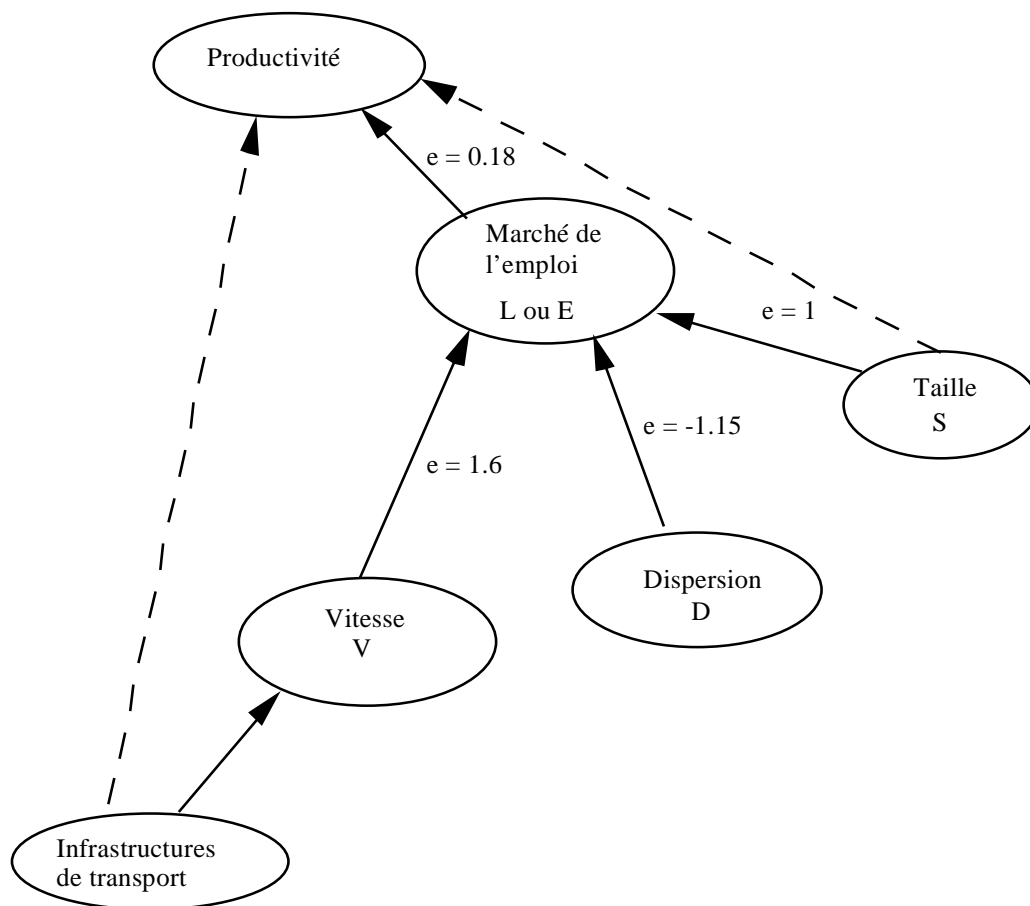 Productivité
e = 0.18
Marché de
l'emploi
L ou E
e = 1
Taille
S
e = -1.15
e = 1.6
Dispersion
D
Vitesse
V
Infrastructures
de transport